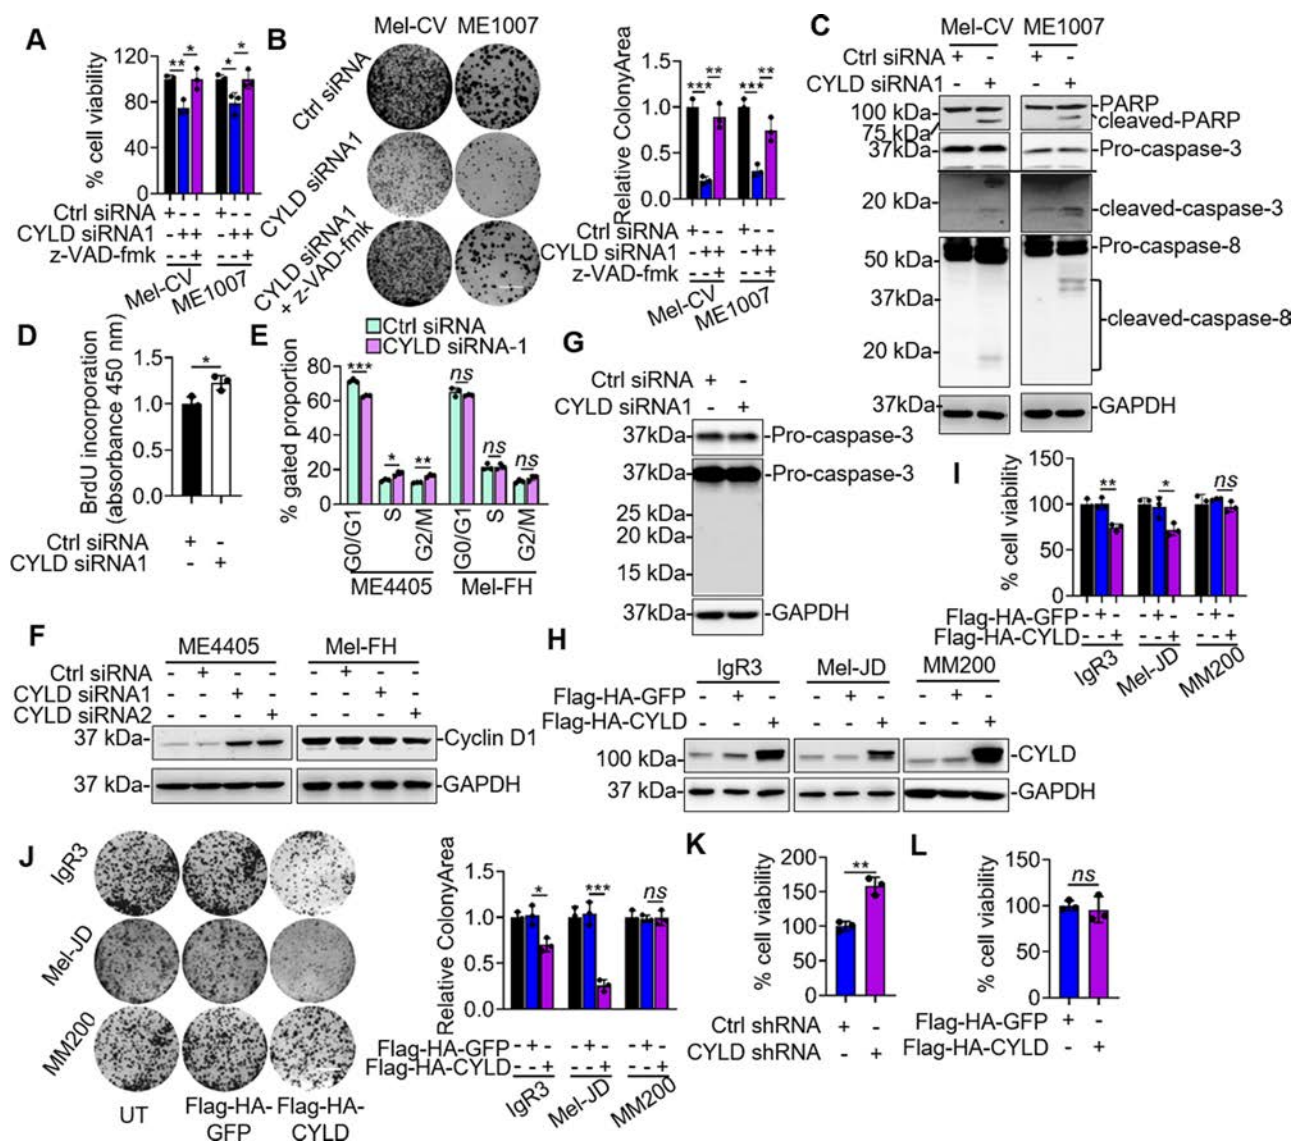 A
% cell viability
120
80
40
0
** * * *
Ctrl siRNA + - - + - -
CYLD siRNA1 - + + - + +
z-VAD-fmk - - + - - +
Mel-CV
ME1007
B
Mel-CV ME1007
Ctrl siRNA
CYLD siRNA1
CYLD siRNA1
+ z-VAD-fmk
Relative ColonyArea
1.5
1.0
0.5
0.0
*** ** *** **
Ctrl siRNA + - - + - -
CYLD siRNA1 - + + - + +
z-VAD-fmk - - + - - +
Mel-CV
ME1007
C
Mel-CV ME1007
Ctrl siRNA + - + -
CYLD siRNA1 - + - +
100 kDa
75 kDa
-PARP
cleaved-PARP
37kDa- -Pro-caspase-3
20 kDa
15 kDa
-cleaved-caspase-3
50 kDa
37kDa
20 kDa
-Pro-caspase-8
-cleaved-caspase-8
37kDa -GAPDH
D
BrdU incorporation
(absorbance 450 nm)
1.5
1.0
0.5
0.0
*
Ctrl siRNA + -
CYLD siRNA1 - +
E
Ctrl siRNA
CYLD siRNA-1
% gated proportion
80
60
40
20
0
*** * ** ns ns ns
G0/G1 S G2/M G0/G1 S G2/M
ME4405 Mel-FH
F
ME4405 Mel-FH
Ctrl siRNA - + - - - + - -
CYLD siRNA1 - - + - - - + -
CYLD siRNA2 - - - + - - - +
37 kDa- -Cyclin D1
37 kDa- -GAPDH
G
Ctrl siRNA + -
CYLD siRNA1 - +
37kDa- -Pro-caspase-3
37kDa- -Pro-caspase-3
25 kDa-
20 kDa-
15 kDa-
37kDa- -GAPDH
H
IgR3 Mel-JD MM200
Flag-HA-GFP - + - - + - - + -
Flag-HA-CYLD - - + - - + - - +
100 kDa -CYLD
37 kDa- -GAPDH
I
% cell viability
150
100
50
0
** * ns
Flag-HA-GFP - + - - + - - + -
Flag-HA-CYLD - - + - - + - - +
IgR3
Mel-JD
MM200
J
IgR3
Mel-JD
MM200
UT
Flag-HA-
GFP
Flag-HA-
CYLD
Relative ColonyArea
1.5
1.0
0.5
0.0
* *** ns
Flag-HA-GFP - + - - + - - + -
Flag-HA-CYLD - - + - - + - - +
IgR3
Mel-JD
MM200
K
% cell viability
200
150
100
50
0
**
Ctrl shRNA + -
CYLD shRNA - +
L
% cell viability
150
100
50
0
ns
Flag-HA-GFP + -
Flag-HA-CYLD - +